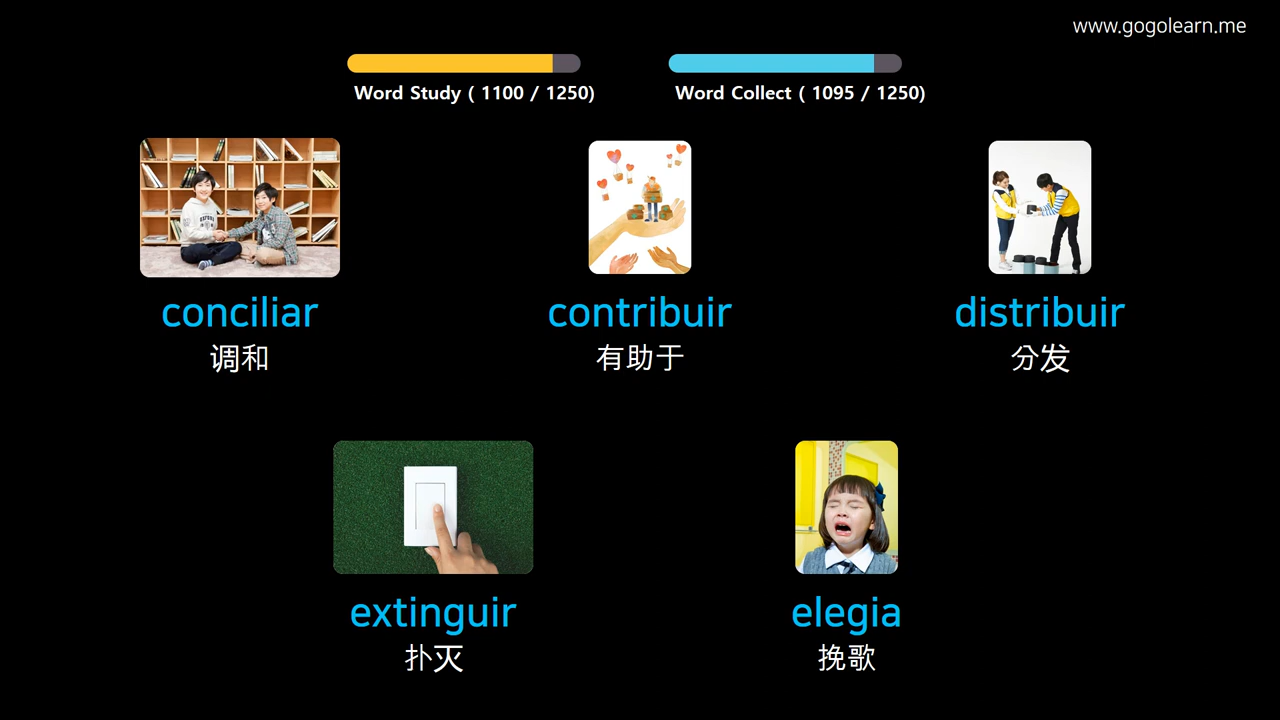 www.gogolearn.me
Word Study ( 1100 / 1250)
Word Collect ( 1095 / 1250)
conciliar
调和
contribuir
有助于
distribuir
分发
extinguir
扑灭
elegia
挽歌